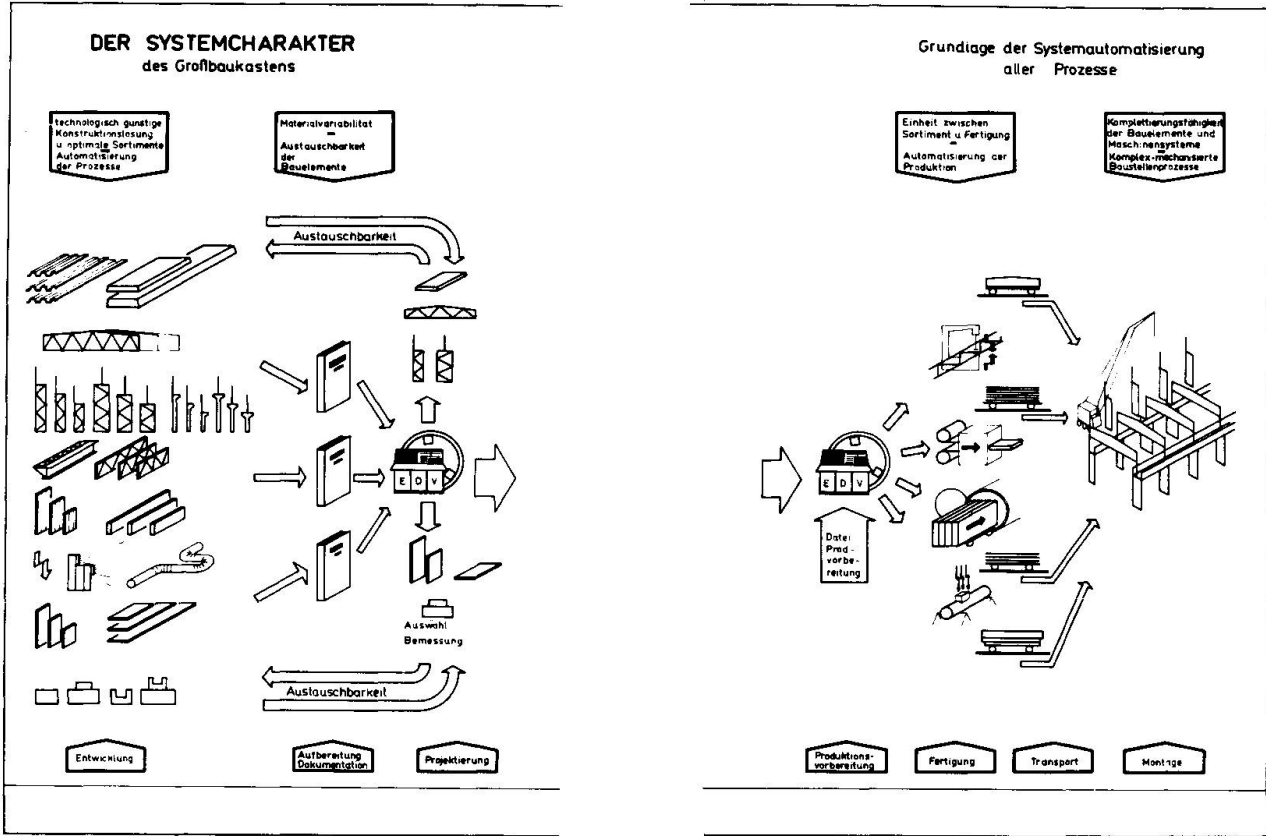 DER SYSTEMCHARAKTER
des Großbaukastens
technologisch günstige
Konstruktionslösung
u optimale Sortimente
Automatisierung
der Prozesse
Materialvariabilität
Austauschbarkeit
der
Bauelemente
Austauschbarkeit
E D V
Auswahl
Bemessung
Austauschbarkeit
Entwicklung
Aufbereitung
Dokumentation
Projektierung
Grundlage der Systemautomatisierung
aller Prozesse
Einheit zwischen
Sortiment u Fertigung
Automatisierung der
Produktion
Komplettierungsfähigkeit
der Bauelemente und
Maschinensysteme
Komplex-mechanisierte
Baustellenprozesse
E D V
Datei
Prod-
vorbe-
reitung
Produktions-
vorbereitung
Fertigung
Transport
Montage